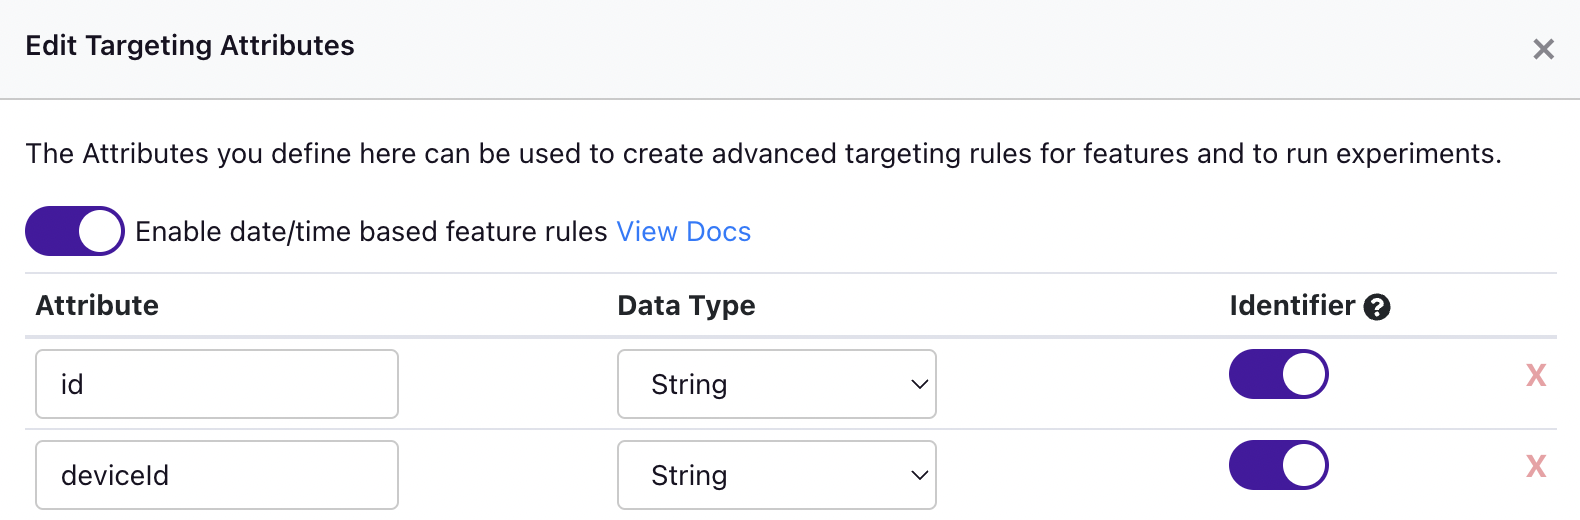 Edit Targeting Attributes
The Attributes you define here can be used to create advanced targeting rules for features and to run experiments.
Enable date/time based feature rules View Docs
Attribute Data Type Identifier ?
id String X
deviceId String X